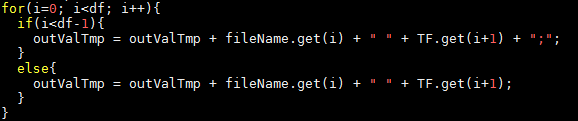 for(i=0; i<df; i++){
  if(i<df-1){
    outValTmp = outValTmp + fileName.get(i) + " " + TF.get(i+1) + ";";
  }
  else{
    outValTmp = outValTmp + fileName.get(i) + " " + TF.get(i+1);
  }
}